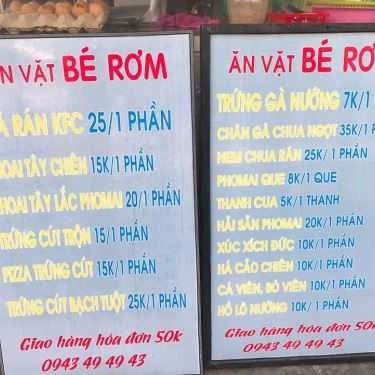 N VẶT BÉ RƠM
À RÁN KFC 25/1 PHẦN
HOAI TÂY CHIÊN 15K/1 PHẦN
HOAI TÂY LẮC PHOMAI 20/1 PHẦN
TRỨNG CÚT TRỘN 15/1 PHẦN
PIZZA TRỨNG CÚT 15K/1 PHẦN
TRỨNG CÚT BẠCH TUỘT 25K/1 PHẦN
Giao hàng hóa đơn 50k
0943 49 49 43
ĂN VẶT BÉ RƠ
TRỨNG GÀ NƯỚNG 7K/1
CHÂN GÀ CHUA NGỌT 35K/1 P
NEM CHUA RÁN 25K/1 PHẦN
PHOMAI QUE 8K/1 QUE
THANH CUA 5K/1 THANH
HẢI SẢN PHOMAI 20K/1 PHẦN
XÚC XÍCH ĐỨC 10K/1 PHẦN
HÁ CẢO CHIÊN 10K/1 PHẦN
CÁ VIÊN, BÒ VIÊN 10K/1 PHẦN
HỒ LÔ NƯỚNG 10K/1 PHẦN
Giao hàng hóa đơn 50
0943 49 49 43